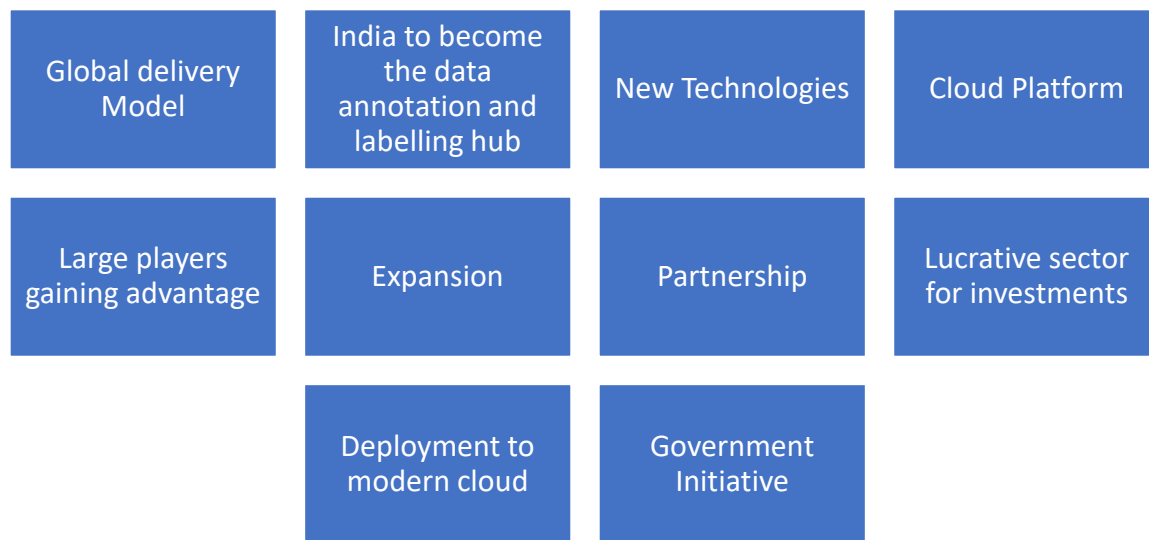 Global delivery
Model
India to become
the data
annotation and
labelling hub
New Technologies
Cloud Platform
Large players
gaining advantage
Expansion
Partnership
Lucrative sector
for investments
Deployment to
modern cloud
Government
Initiative